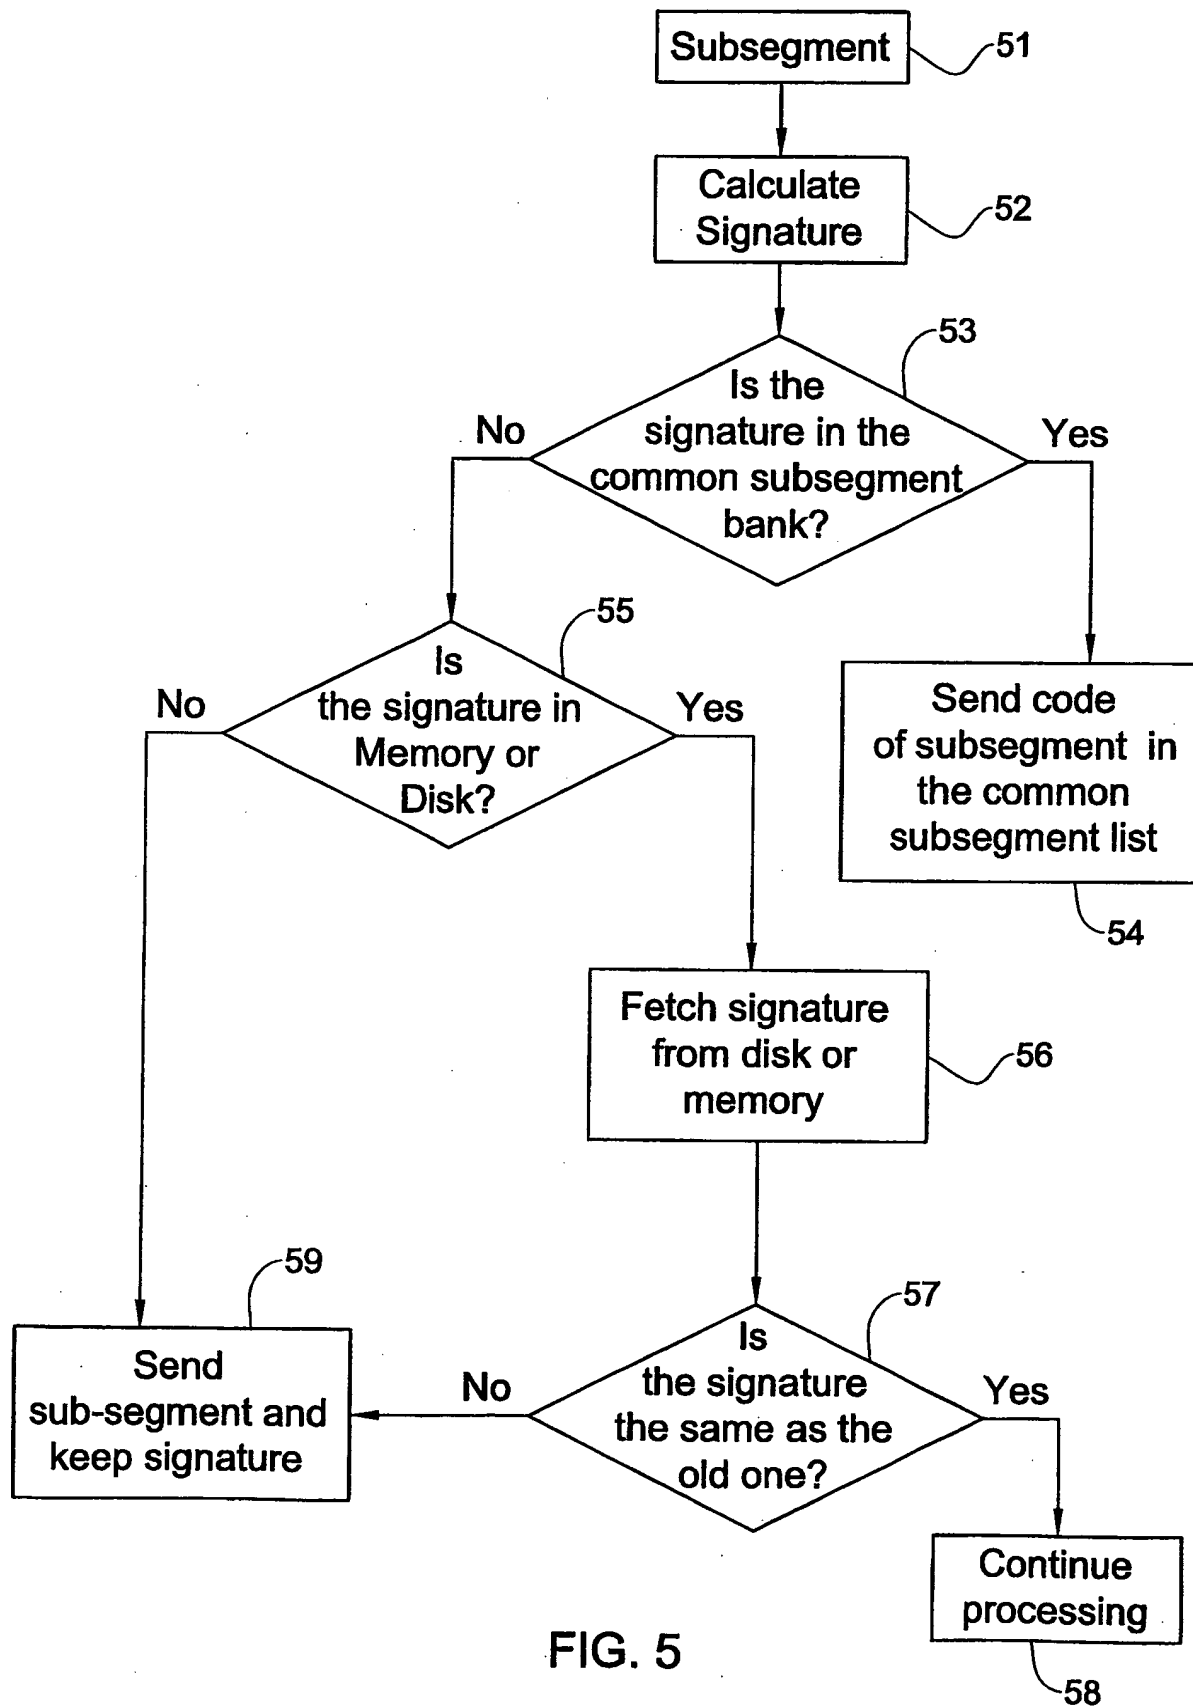 Subsegment
51
Calculate
Signature
52
53
Is the
signature in the
common subsegment
bank?
No
Yes
55
Is
the signature in
Memory or
Disk?
No
Yes
Send code
of subsegment in
the common
subsegment list
54
Fetch signature
from disk or
memory
56
59
57
Send
sub-segment and
keep signature
Is
the signature
the same as the
old one?
No
Yes
Continue
processing
58
FIG. 5